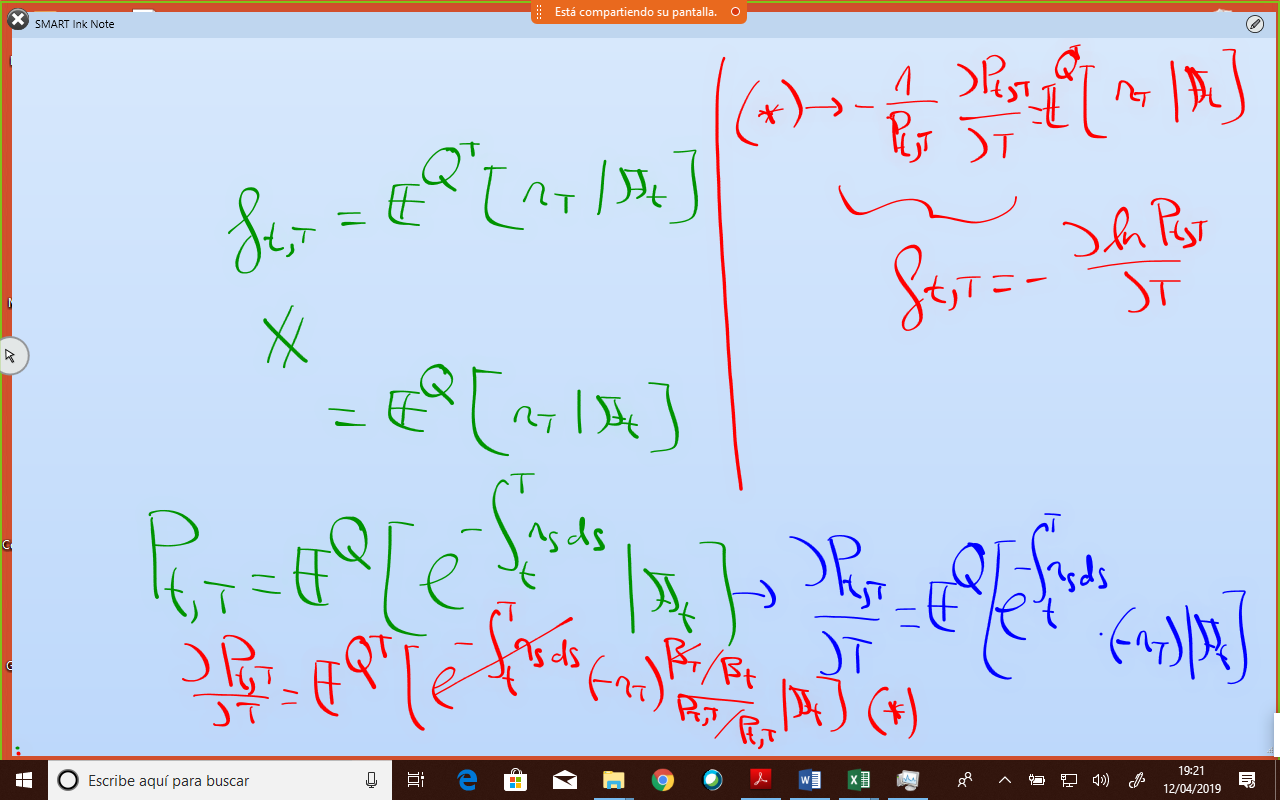 Está compartiendo su pantalla.
SMART Ink Note
f_{t,T} = E^{Q^T}[r_T | F_t]
≠
= E^Q[r_T | F_t]
P_{t,T} = E^Q[e^{-∫_t^T r_s ds} | F_t] → ∂P_{t,T}/∂T = E^Q[e^{-∫_t^T r_s ds} · (-r_T) | F_t]
∂P_{t,T}/∂T = E^{Q^T}[e^{-∫_t^T r_s ds} (-r_T) (β_T/β_t)/(P_{T,T}/P_{t,T}) | F_t] (*)
(*) → - 1/P_{t,T} ∂P_{t,T}/∂T = E^{Q^T}[r_T | F_t]
f_{t,T} = - ∂ ln P_{t,T}/∂T
Escribe aquí para buscar
19:21
12/04/2019